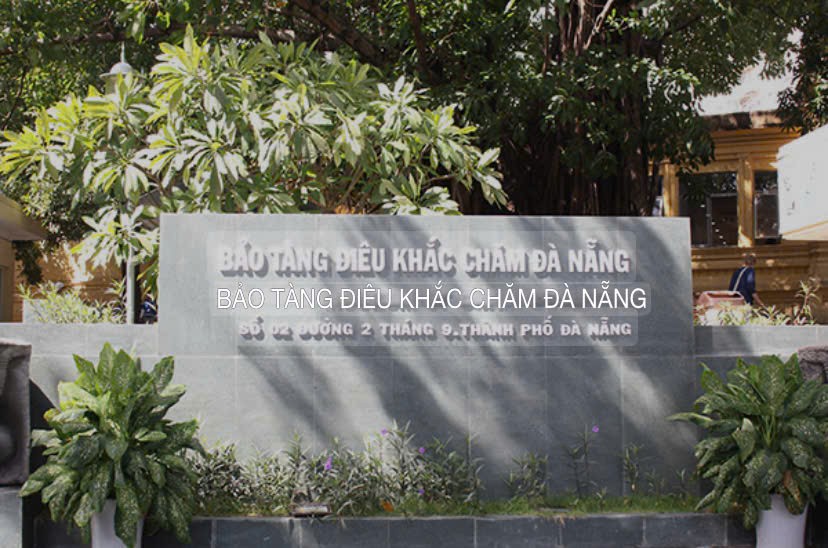 BẢO TÀNG ĐIÊU KHẮC CHĂM ĐÀ NẴNG
BẢO TÀNG ĐIÊU KHẮC CHĂM ĐÀ NẴNG
SỐ 02 ĐƯỜNG 2 THÁNG 9.THÀNH PHỐ ĐÀ NẴNG